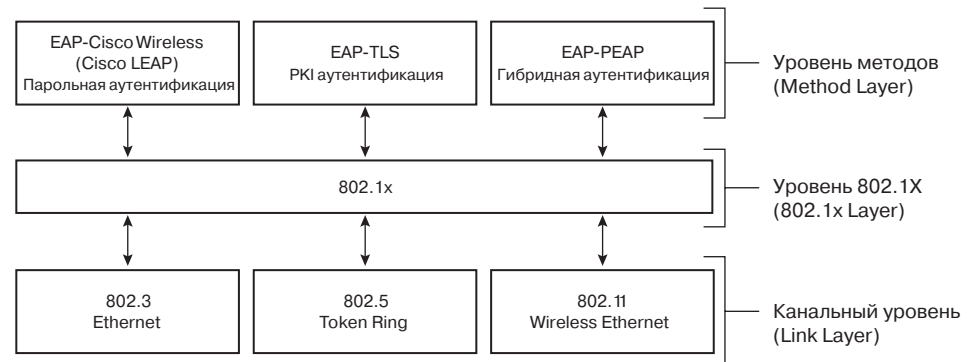 EAP-Cisco Wireless
(Cisco LEAP)
Парольная аутентификация
EAP-TLS
PKI аутентификация
EAP-PEAP
Гибридная аутентификация
Уровень методов
(Method Layer)
802.1x
Уровень 802.1X
(802.1x Layer)
802.3
Ethernet
802.5
Token Ring
802.11
Wireless Ethernet
Канальный уровень
(Link Layer)